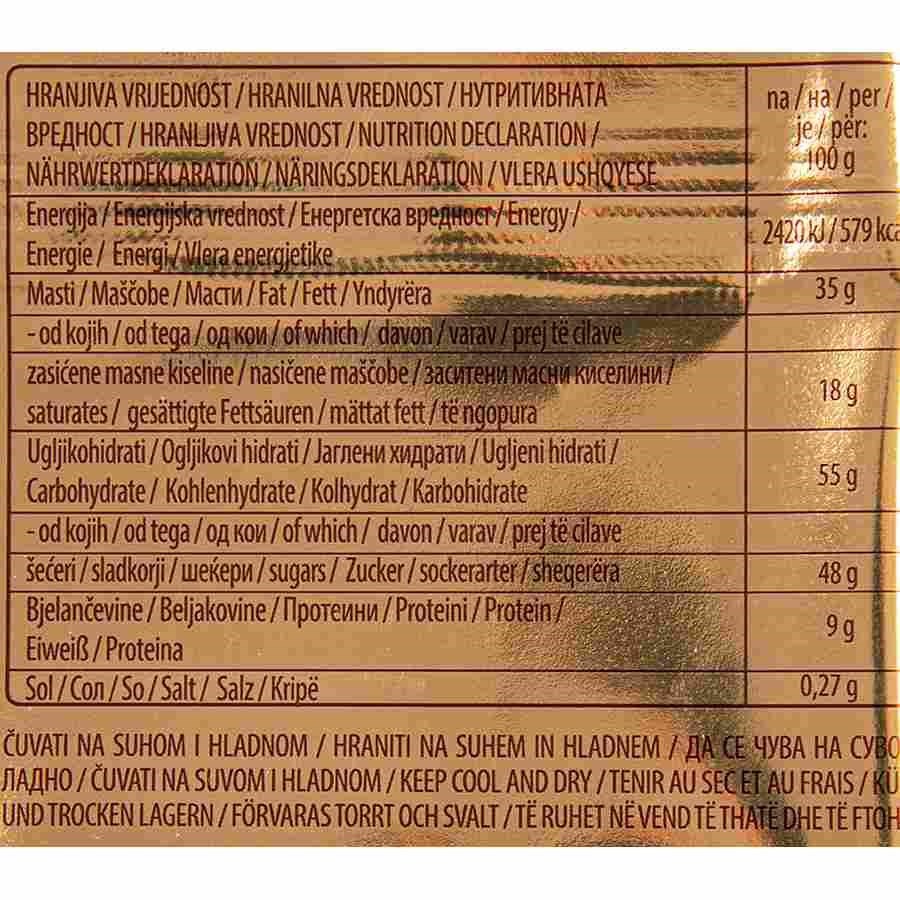 HRANJIVA VRIJEDNOST / HRANILNA VREDNOST / НУТРИТИВНАТА
ВРЕДНОСТ / HRANLJIVA VREDNOST / NUTRITION DECLARATION /
NÄHRWERTDEKLARATION / NÄRINGSDEKLARATION / VLERA USHQYESE
na / на / per /
je / për:
100 g
Energija / Energijska vrednost / Енергетска вредност / Energy /
Energie / Energi / Vlera energjetike
2420 kJ / 579 kca
Masti / Maščobe / Масти / Fat / Fett / Yndyrëra
35 g
- od kojih / od tega / од кои / of which / davon / varav / prej të cilave
zasićene masne kiseline / nasičene maščobe / заситени масни киселини /
saturates / gesättigte Fettsäuren / mättat fett / të ngopura
18 g
Ugljikohidrati / Ogljikovi hidrati / Јаглени хидрати / Ugljeni hidrati /
Carbohydrate / Kohlenhydrate / Kolhydrat / Karbohidrate
55 g
- od kojih / od tega / од кои / of which / davon / varav / prej të cilave
šećeri / sladkorji / шеќери / sugars / Zucker / sockerarter / sheqerëra
48 g
Bjelančevine / Beljakovine / Протеини / Proteini / Protein /
Eiweiß / Proteina
9 g
Sol / Сол / So / Salt / Salz / Kripë
0,27 g
ČUVATI NA SUHOM I HLADNOM / HRANITI NA SUHEM IN HLADNEM / ДА СЕ ЧУВА НА СУВО
ЛАДНО / ČUVATI NA SUVOM I HLADNOM / KEEP COOL AND DRY / TENIR AU SEC ET AU FRAIS / KÜ
UND TROCKEN LAGERN / FÖRVARAS TORRT OCH SVALT / TË RUHET NË VEND TË THATË DHE TË FTOH